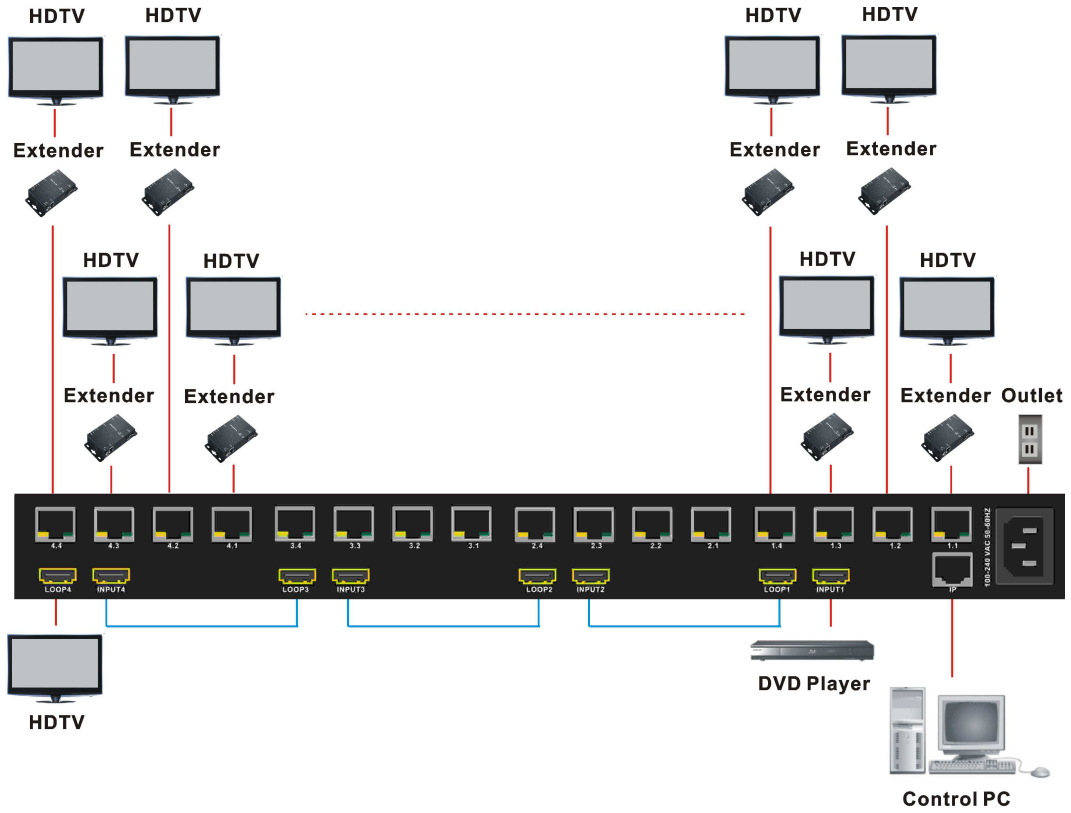 HDTV HDTV HDTV HDTV
Extender Extender Extender Extender
HDTV HDTV HDTV HDTV
Extender Extender Extender Extender Outlet
4.4 4.3 4.2 4.1 3.4 3.3 3.2 3.1 2.4 2.3 2.2 2.1 1.4 1.3 1.2 1.1
100-240 VAC 50-60HZ
LOOP4 INPUT4 LOOP3 INPUT3 LOOP2 INPUT2 LOOP1 INPUT1 IP
DVD Player
HDTV
Control PC